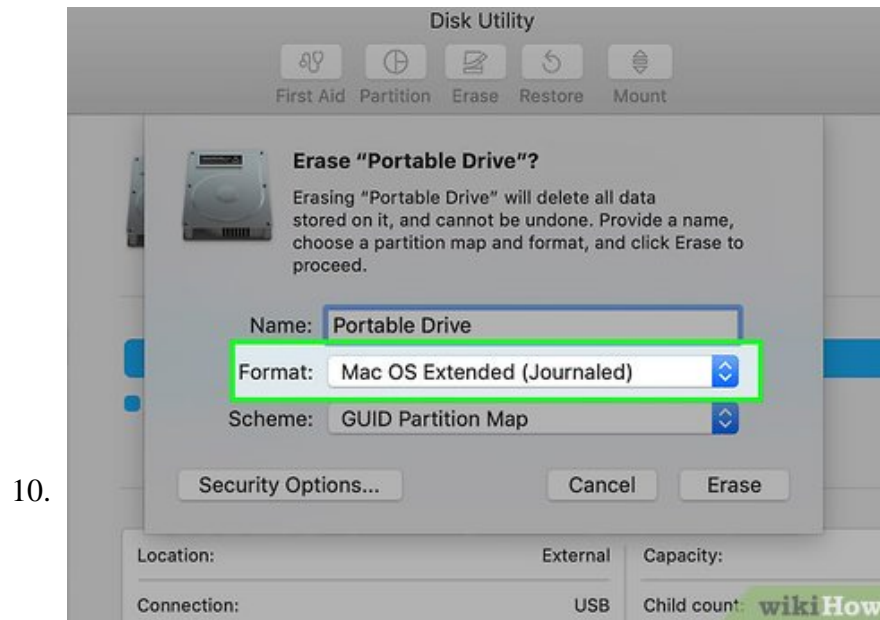 Disk Utility
First Aid Partition Erase Restore Mount
Erase “Portable Drive”?
Erasing “Portable Drive” will delete all data
stored on it, and cannot be undone. Provide a name,
choose a partition map and format, and click Erase to
proceed.
Name: Portable Drive
Format: Mac OS Extended (Journaled)
Scheme: GUID Partition Map
10.
Security Options... Cancel Erase
Location: External Capacity:
Connection: USB Child count:
wikiHow